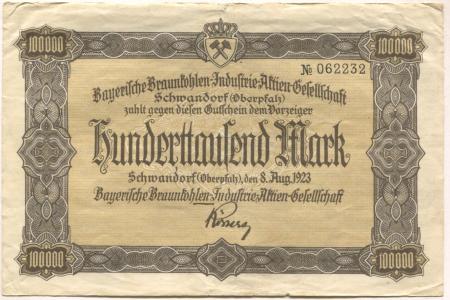 100000
100000
№ 062232
Bayerische Braunkohlen-Industrie-Aktien-Gesellschaft
Schwandorf (Oberpfalz)
zahlt gegen diesen Gutschein dem Vorzeiger
Hunderttausend Mark
Schwandorf (Oberpfalz), den 8. Aug. 1923
Bayerische Braunkohlen-Industrie-Aktien-Gesellschaft
100000
100000